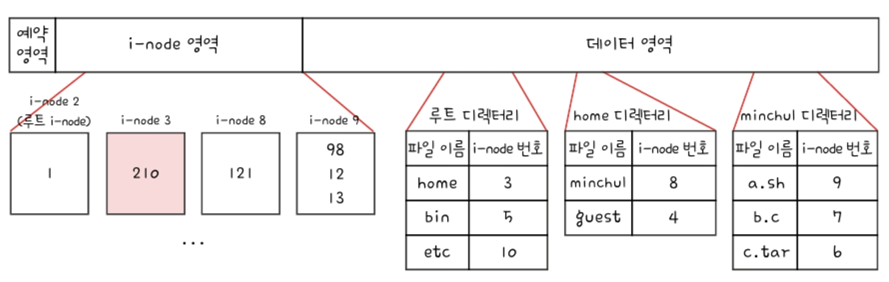 예약
영역
i-node 영역
데이터 영역
i-node 2
(루트 i-node)
i-node 3
i-node 8
i-node 9
1
210
121
98
12
13
...
루트 디렉터리
파일 이름 i-node 번호
home 3
bin 5
etc 10
home 디렉터리
파일 이름 i-node 번호
minchul 8
guest 4
minchul 디렉터리
파일 이름 i-node 번호
a.sh 9
b.c 7
c.tar 6